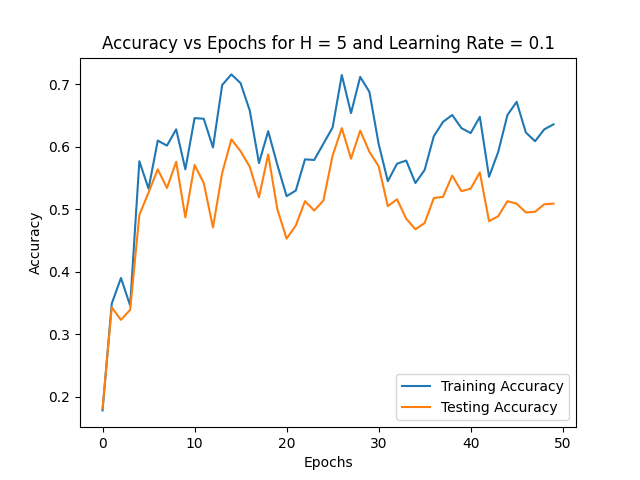 Accuracy vs Epochs for H = 5 and Learning Rate = 0.1
0.7
0.6
0.5
0.4
0.3
0.2
Accuracy
Training Accuracy
Testing Accuracy
0 10 20 30 40 50
Epochs